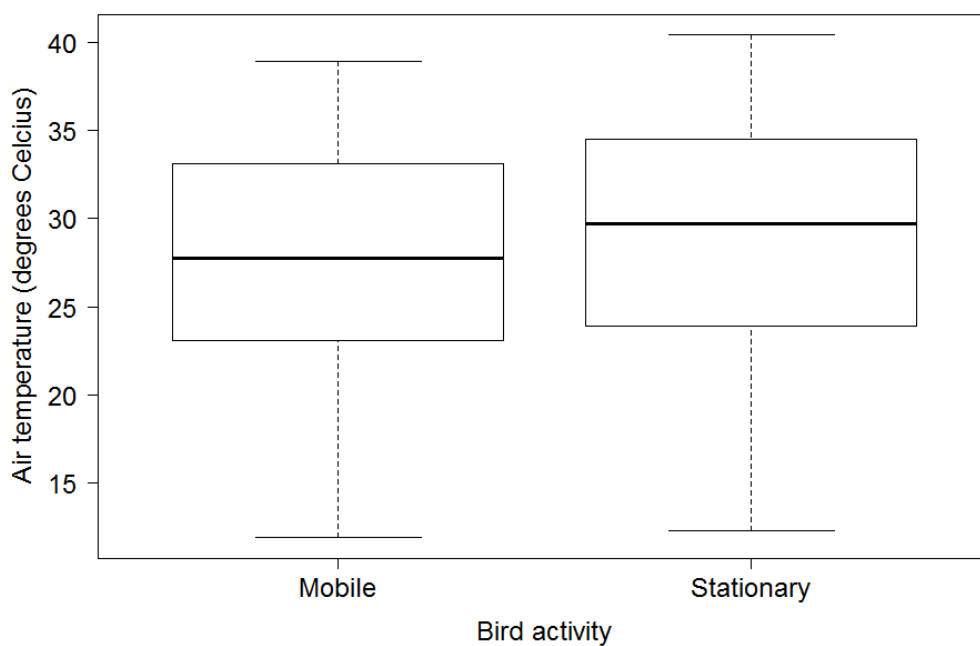 Air temperature (degrees Celcius)
40
35
30
25
20
15
Mobile
Stationary
Bird activity